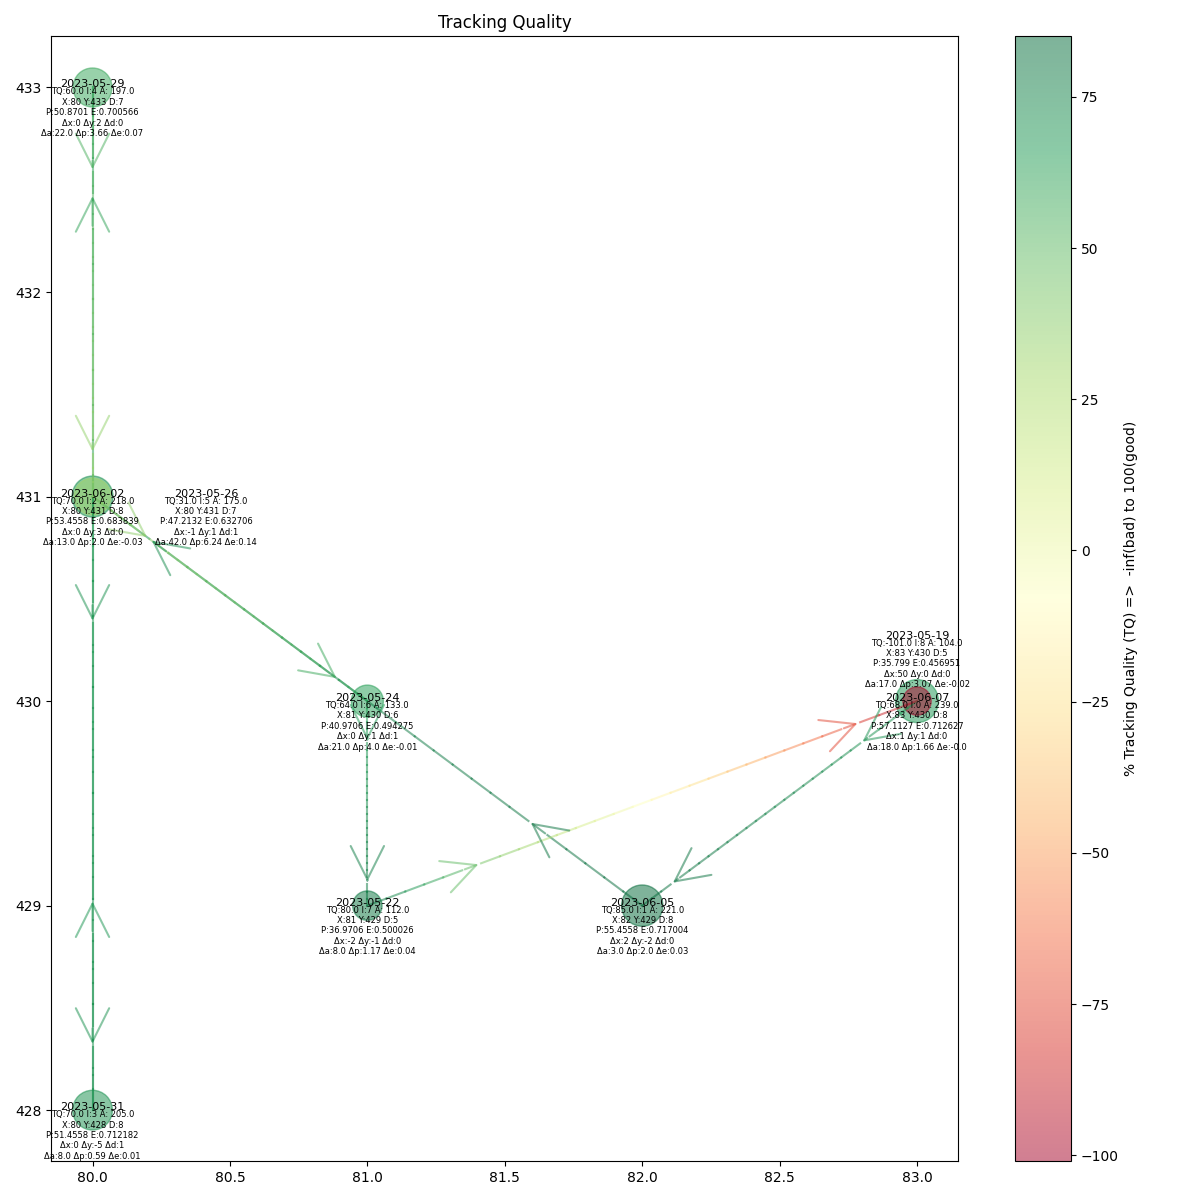 Tracking Quality
433
432
431
430
429
428
80.0
80.5
81.0
81.5
82.0
82.5
83.0
2023-05-29
TQ:60.0 I:4 A: 197.0
X:80 Y:433 D:7
P:50.8701 E:0.700566
Δx:0 Δy:2 Δd:0
Δa:22.0 Δp:3.66 Δe:0.07
2023-06-02
TQ:70.0 I:2 A: 218.0
X:80 Y:431 D:8
P:53.4558 E:0.683839
Δx:0 Δy:3 Δd:0
Δa:13.0 Δp:2.0 Δe:-0.03
2023-05-26
TQ:31.0 I:5 A: 175.0
X:80 Y:431 D:7
P:47.2132 E:0.632706
Δx:-1 Δy:1 Δd:1
Δa:42.0 Δp:6.24 Δe:0.14
2023-05-19
TQ:-101.0 I:8 A: 104.0
X:83 Y:430 D:5
P:35.799 E:0.456951
Δx:50 Δy:0 Δd:0
Δa:17.0 Δp:3.07 Δe:-0.02
2023-06-07
TQ:68.0 I:0 A: 239.0
X:83 Y:430 D:8
P:57.1127 E:0.712627
Δx:1 Δy:1 Δd:0
Δa:18.0 Δp:1.66 Δe:-0.0
2023-05-24
TQ:64.0 I:6 A: 133.0
X:81 Y:430 D:6
P:40.9706 E:0.494275
Δx:0 Δy:1 Δd:1
Δa:21.0 Δp:4.0 Δe:-0.01
2023-05-22
TQ:80.0 I:7 A: 112.0
X:81 Y:429 D:5
P:36.9706 E:0.500026
Δx:-2 Δy:-1 Δd:0
Δa:8.0 Δp:1.17 Δe:0.04
2023-06-05
TQ:85.0 I:1 A: 221.0
X:82 Y:429 D:8
P:55.4558 E:0.717004
Δx:2 Δy:-2 Δd:0
Δa:3.0 Δp:2.0 Δe:0.03
2023-05-31
TQ:70.0 I:3 A: 205.0
X:80 Y:428 D:8
P:51.4558 E:0.712182
Δx:0 Δy:-5 Δd:1
Δa:8.0 Δp:0.59 Δe:0.01
75
50
25
0
−25
−50
−75
−100
% Tracking Quality (TQ) => -inf(bad) to 100(good)